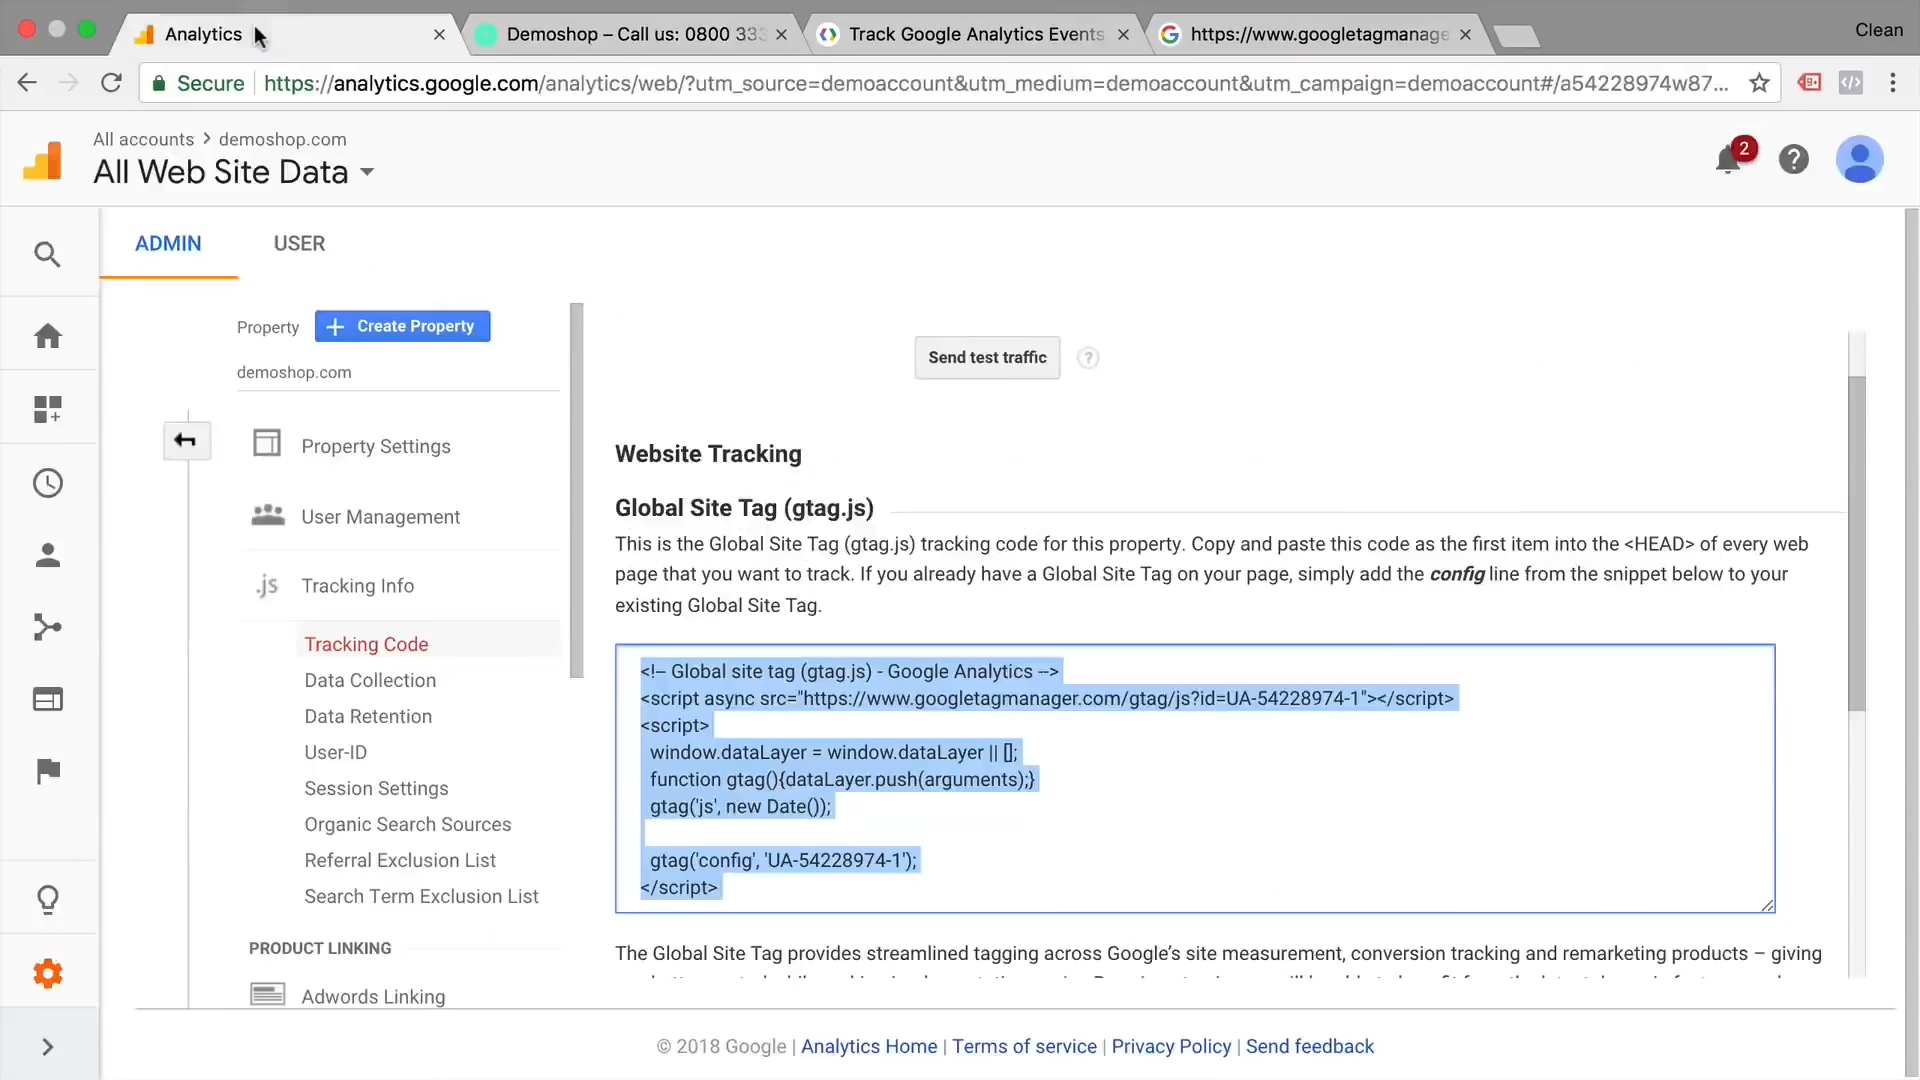 Analytics
Demoshop – Call us: 0800 333
Track Google Analytics Events
https://www.googletagmanage
Clean
Secure
https://analytics.google.com/analytics/web/?utm_source=demoaccount&utm_medium=demoaccount&utm_campaign=demoaccount#/a54228974w87...
All accounts > demoshop.com
All Web Site Data
2
ADMIN
USER
Property
Create Property
demoshop.com
Property Settings
User Management
.js
Tracking Info
Tracking Code
Data Collection
Data Retention
User-ID
Session Settings
Organic Search Sources
Referral Exclusion List
Search Term Exclusion List
PRODUCT LINKING
Adwords Linking
Send test traffic
?
Website Tracking
Global Site Tag (gtag.js)
This is the Global Site Tag (gtag.js) tracking code for this property. Copy and paste this code as the first item into the <HEAD> of every web
page that you want to track. If you already have a Global Site Tag on your page, simply add the config line from the snippet below to your
existing Global Site Tag.
<!-- Global site tag (gtag.js) - Google Analytics -->
<script async src="https://www.googletagmanager.com/gtag/js?id=UA-54228974-1"></script>
<script>
window.dataLayer = window.dataLayer || [];
function gtag(){dataLayer.push(arguments);}
gtag('js', new Date());
gtag('config', 'UA-54228974-1');
</script>
The Global Site Tag provides streamlined tagging across Google's site measurement, conversion tracking and remarketing products – giving
© 2018 Google | Analytics Home | Terms of service | Privacy Policy | Send feedback